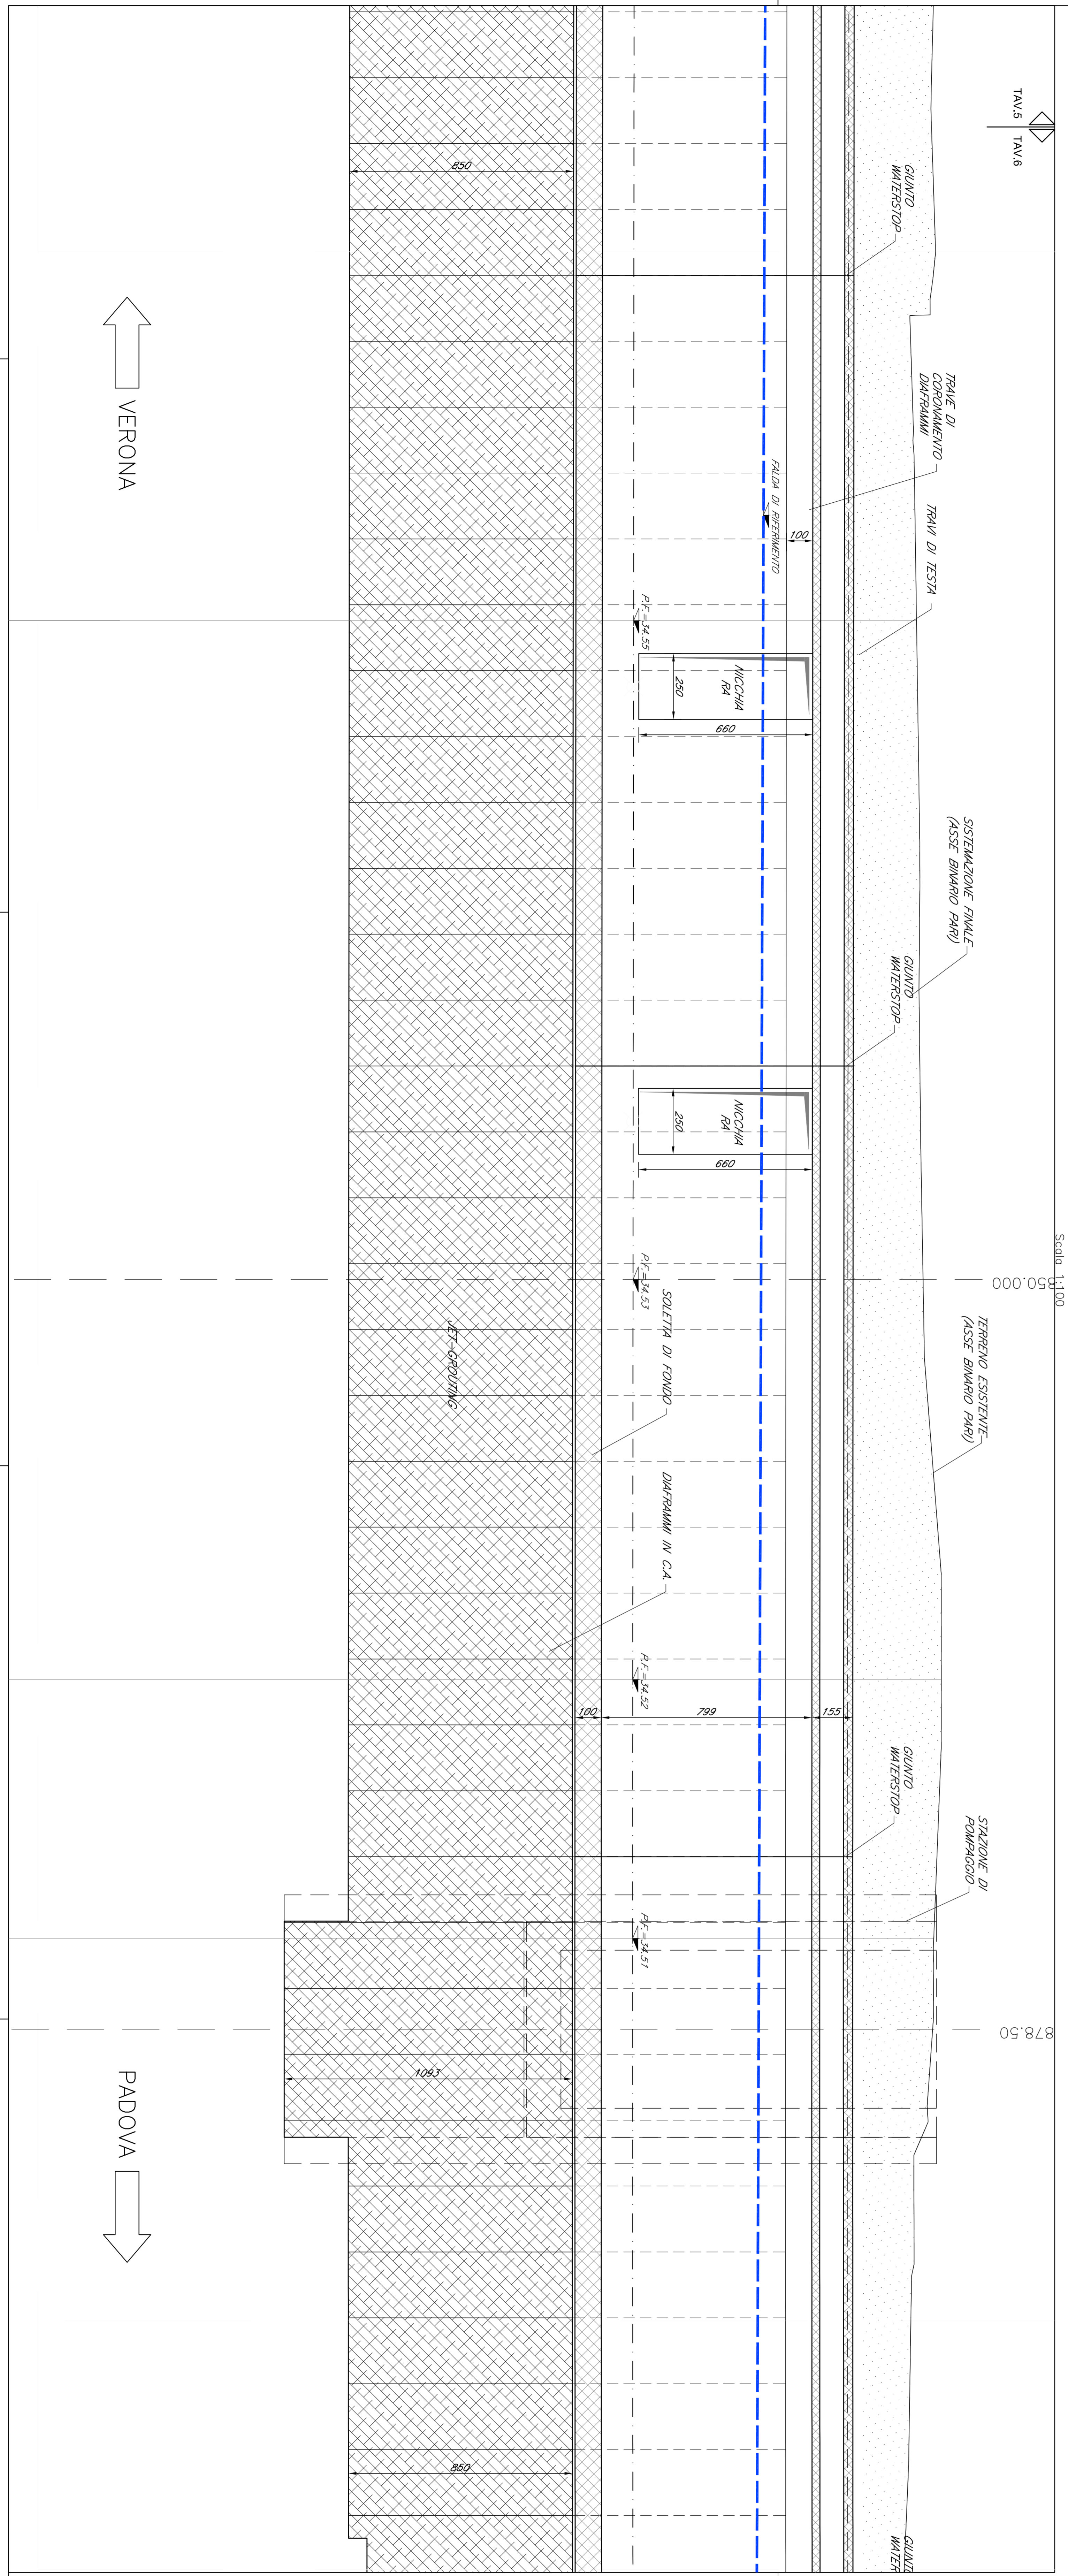 TAV.5
TAV.6
Scala 1:100
850.000
878.50
GIUNTO
WATERSTOP
TRAVE DI
CORONAMENTO
DIAFRAMMI
TRAVI DI TESTA
SISTEMAZIONE FINALE
(ASSE BINARIO PARI)
GIUNTO
WATERSTOP
TERRENO ESISTENTE
(ASSE BINARIO PARI)
GIUNTO
WATERSTOP
STAZIONE DI
POMPAGGIO
WATER
FALDA DI RIFERIMENTO
100
P.F.=34.55
NICCHIA
RA
250
660
NICCHIA
RA
250
660
P.F.=34.53
SOLETTA DI FONDO
DIAFRAMMI IN C.A.
P.F.=34.52
100
799
155
P.F.=34.51
850
JET-GROUTING
1093
850
VERONA
PADOVA